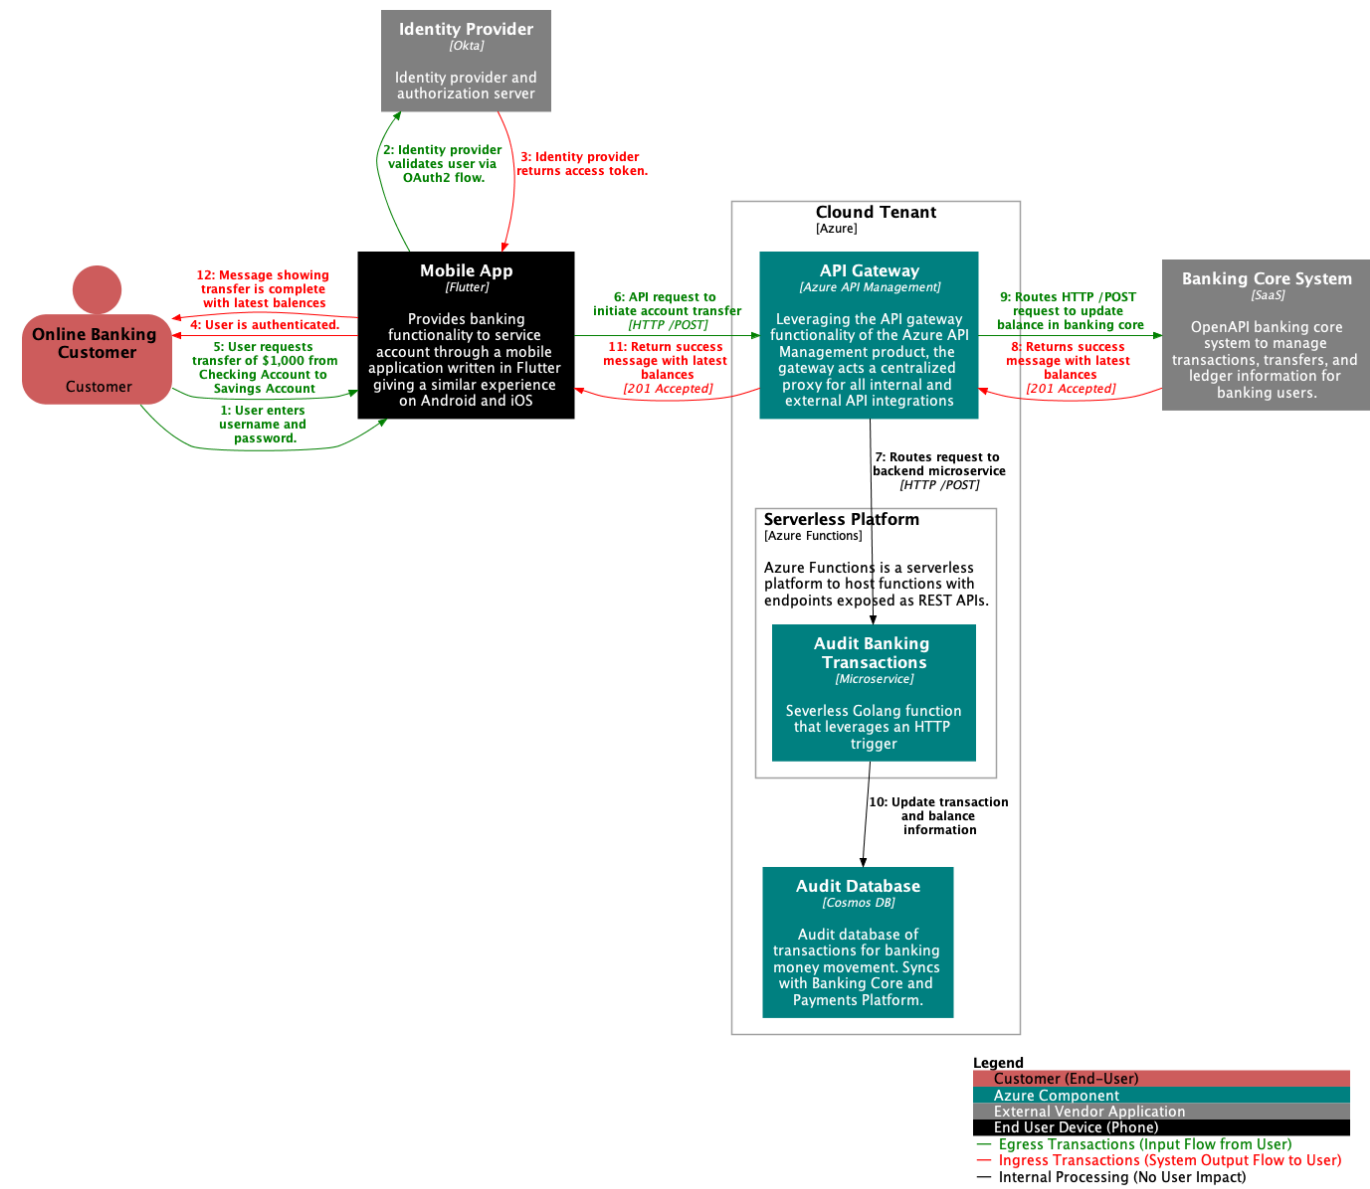 Identity Provider
[Okta]
Identity provider and
authorization server
2: Identity provider
validates user via
OAuth2 flow.
3: Identity provider
returns access token.
Online Banking
Customer
Customer
12: Message showing
transfer is complete
with latest balences
4: User is authenticated.
5: User requests
transfer of $1,000 from
Checking Account to
Savings Account
1: User enters
username and
password.
Mobile App
[Flutter]
Provides banking
functionality to service
account through a mobile
application written in Flutter
giving a similar experience
on Android and iOS
6: API request to
initiate account transfer
[HTTP /POST]
11: Return success
message with latest
balances
[201 Accepted]
Clound Tenant
[Azure]
API Gateway
[Azure API Management]
Leveraging the API gateway
functionality of the Azure API
Management product, the
gateway acts a centralized
proxy for all internal and
external API integrations
9: Routes HTTP /POST
request to update
balance in banking core
8: Returns success
message with latest
balances
[201 Accepted]
Banking Core System
[SaaS]
OpenAPI banking core
system to manage
transactions, transfers, and
ledger information for
banking users.
7: Routes request to
backend microservice
[HTTP /POST]
Serverless Platform
[Azure Functions]
Azure Functions is a serverless
platform to host functions with
endpoints exposed as REST APIs.
Audit Banking
Transactions
[Microservice]
Severless Golang function
that leverages an HTTP
trigger
10: Update transaction
and balance
information
Audit Database
[Cosmos DB]
Audit database of
transactions for banking
money movement. Syncs
with Banking Core and
Payments Platform.
Legend
Customer (End-User)
Azure Component
External Vendor Application
End User Device (Phone)
— Egress Transactions (Input Flow from User)
— Ingress Transactions (System Output Flow to User)
— Internal Processing (No User Impact)